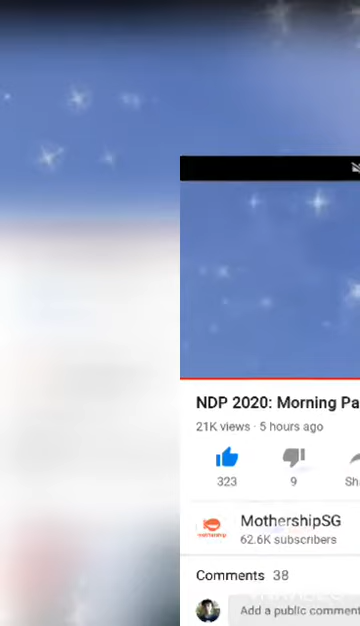 NDP 2020: Morning Pa
21K views · 5 hours ago
323
9
Sh
MothershipSG
62.6K subscribers
Comments 38
Add a public comment